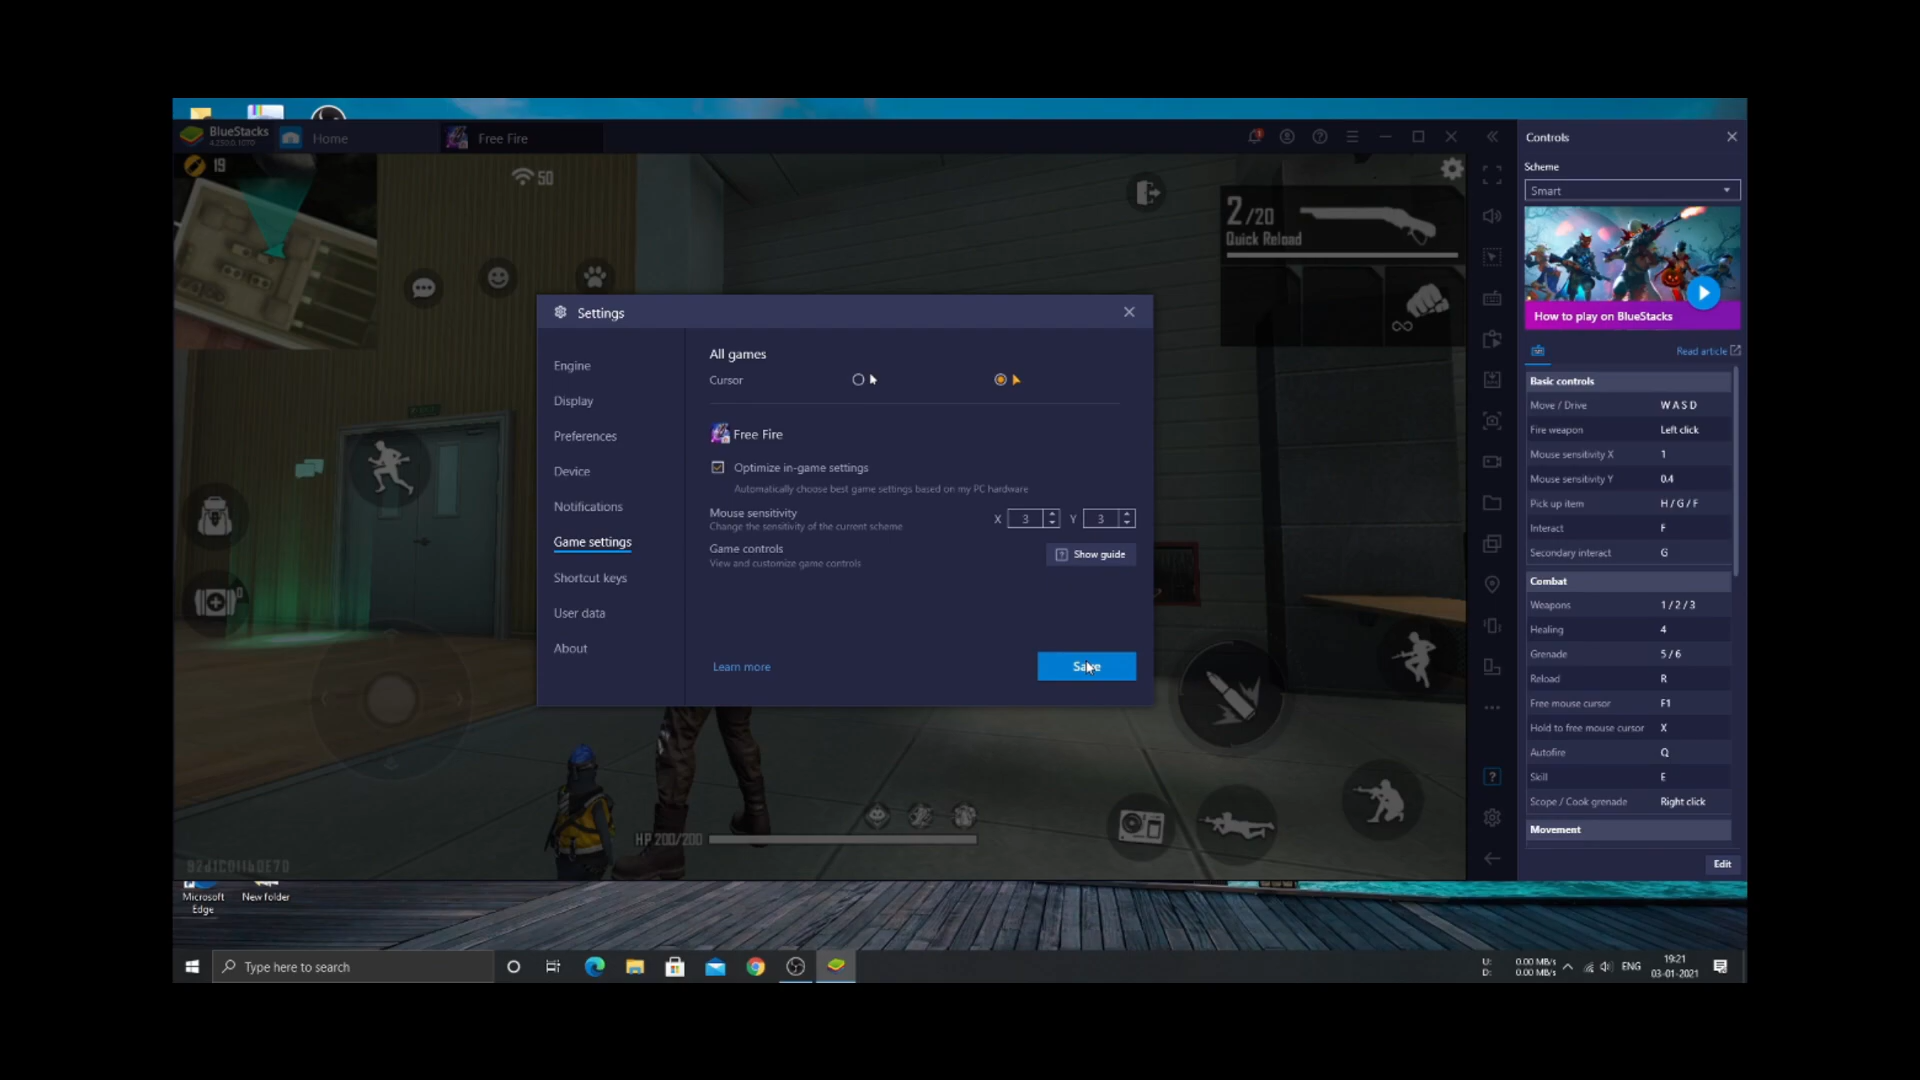 BlueStacks
4.230.0.1070
Home
Free Fire
19
50
2/20
Quick Reload
Settings
Engine
Display
Preferences
Device
Notifications
Game settings
Shortcut keys
User data
About
All games
Cursor
Free Fire
Optimize in-game settings
Automatically choose best game settings based on my PC hardware
Mouse sensitivity
Change the sensitivity of the current scheme
X 3 Y 3
Game controls
View and customize game controls
Show guide
Learn more
Save
HP 200/200
Controls
Scheme
Smart
How to play on BlueStacks
Read article
Basic controls
Move / Drive W A S D
Fire weapon Left click
Mouse sensitivity X 1
Mouse sensitivity Y 0.4
Pick up item H / G / F
Interact F
Secondary interact G
Combat
Weapons 1 / 2 / 3
Healing 4
Grenade 5 / 6
Reload R
Free mouse cursor F1
Hold to free mouse cursor X
Autofire Q
Skill E
Scope / Cook grenade Right click
Movement
Edit
Microsoft
Edge
New folder
Type here to search
U: 0.00 MB/s
D: 0.00 MB/s
ENG
19:21
03-01-2021